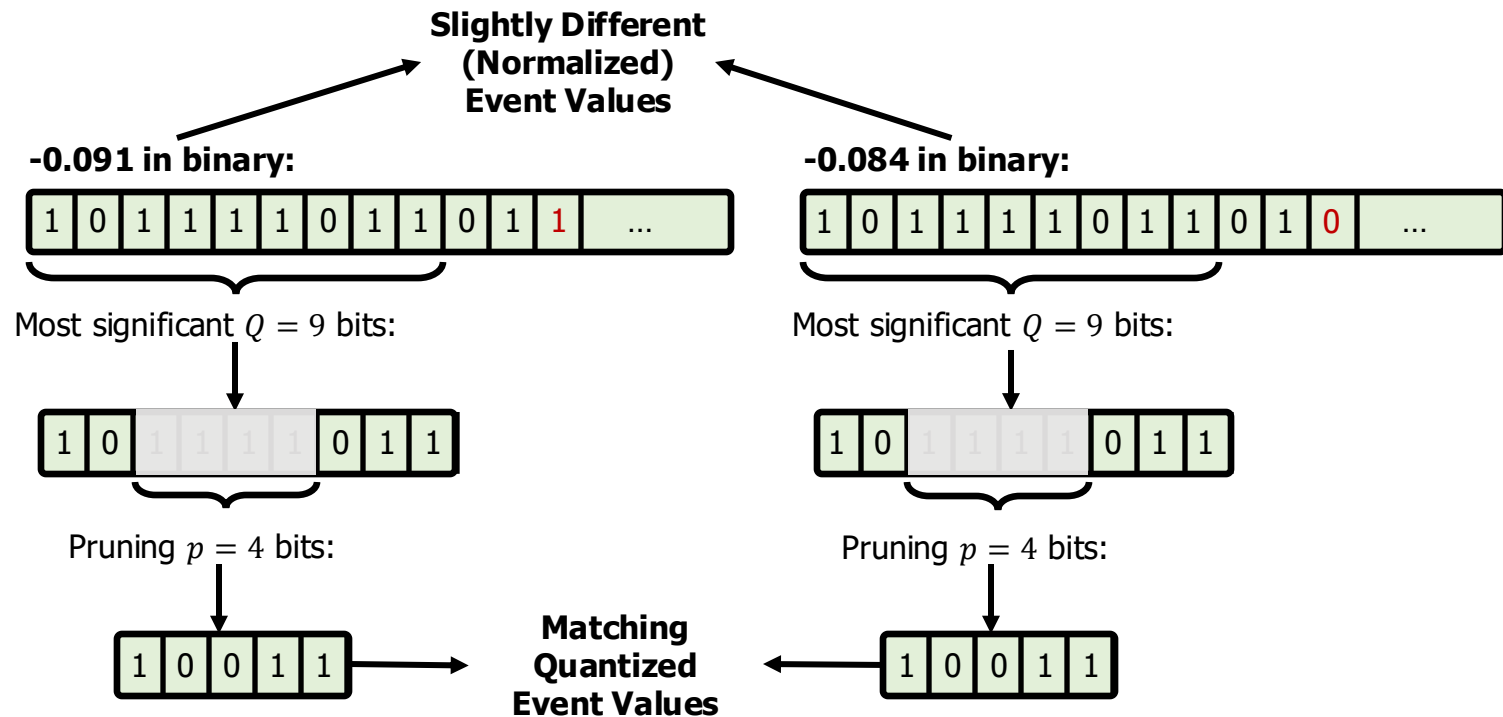 Slightly Different
(Normalized)
Event Values
-0.091 in binary:
-0.084 in binary:
1 0 1 1 1 1 0 1 1 0 1 1 ...
1 0 1 1 1 1 0 1 1 0 1 0 ...
Most significant Q = 9 bits:
Most significant Q = 9 bits:
1 0 1 1 1 1 0 1 1
1 0 1 1 1 1 0 1 1
Pruning p = 4 bits:
Pruning p = 4 bits:
1 0 0 1 1
Matching
Quantized
Event Values
1 0 0 1 1